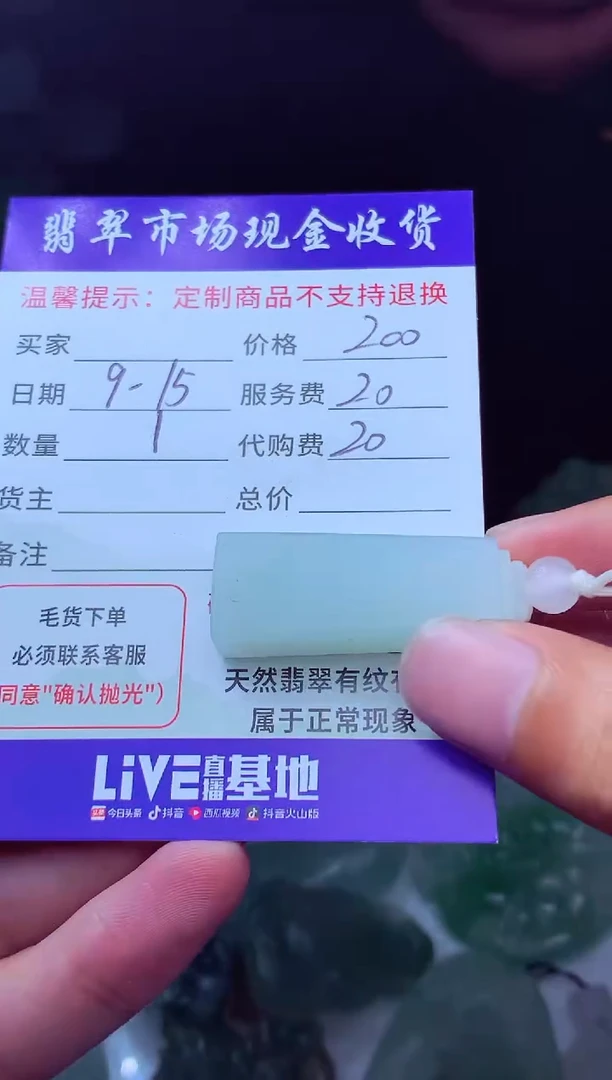 翡翠市场现金收货
温馨提示：定制商品不支持退换
买家 价格 200
日期 9-15 服务费 20
数量 1 代购费 20
货主 总价
备注
毛货下单
必须联系客服
同意"确认抛光"）
天然翡翠有纹
属于正常现象
LiVE直播基地
头条 今日头条 抖音 西瓜视频 抖音火山版